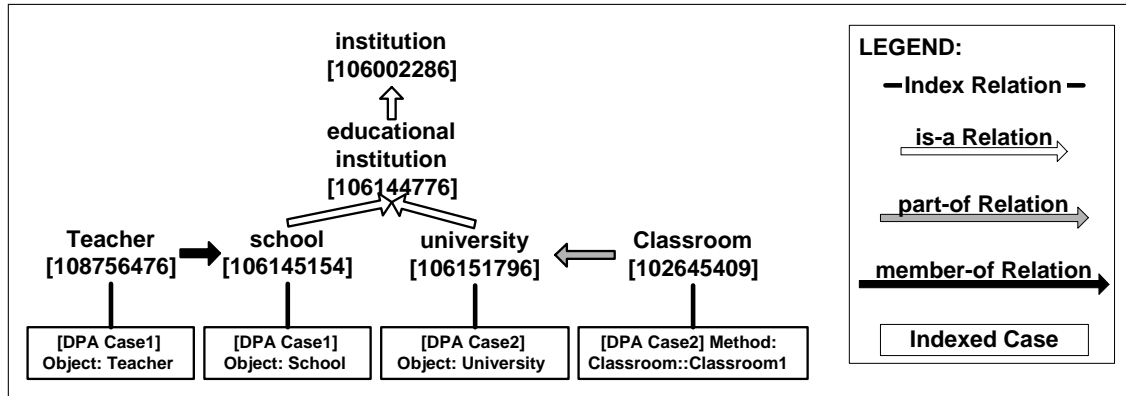 institution
[106002286]
educational
institution
[106144776]
Teacher
[108756476]
school
[106145154]
university
[106151796]
Classroom
[102645409]
[DPA Case1]
Object: Teacher
[DPA Case1]
Object: School
[DPA Case2]
Object: University
[DPA Case2] Method:
Classroom::Classroom1
LEGEND:
Index Relation
is-a Relation
part-of Relation
member-of Relation
Indexed Case